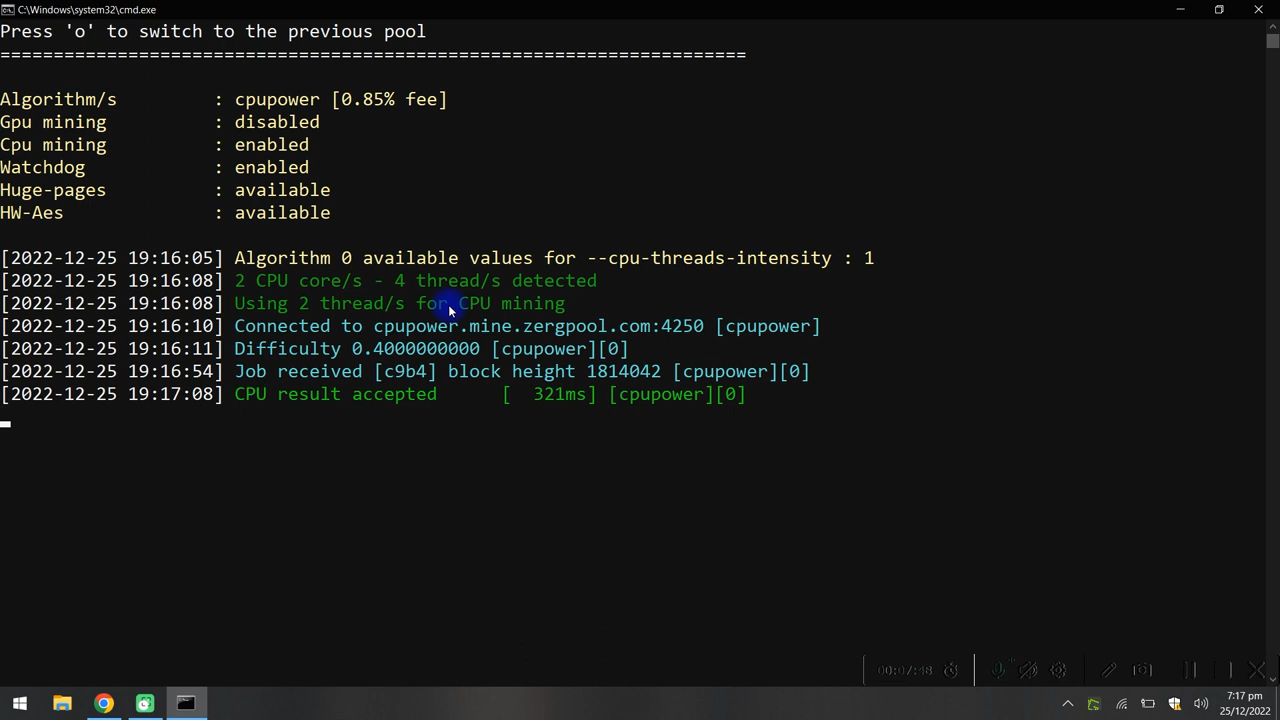 C:\Windows\system32\cmd.exe
Press 'o' to switch to the previous pool
======================================================================
Algorithm/s : cpupower [0.85% fee]
Gpu mining : disabled
Cpu mining : enabled
Watchdog : enabled
Huge-pages : available
HW-Aes : available
[2022-12-25 19:16:05] Algorithm 0 available values for --cpu-threads-intensity : 1
[2022-12-25 19:16:08] 2 CPU core/s - 4 thread/s detected
[2022-12-25 19:16:08] Using 2 thread/s for CPU mining
[2022-12-25 19:16:10] Connected to cpupower.mine.zergpool.com:4250 [cpupower]
[2022-12-25 19:16:11] Difficulty 0.4000000000 [cpupower][0]
[2022-12-25 19:16:54] Job received [c9b4] block height 1814042 [cpupower][0]
[2022-12-25 19:17:08] CPU result accepted [ 321ms] [cpupower][0]
00:07:48
7:17 pm
25/12/2022